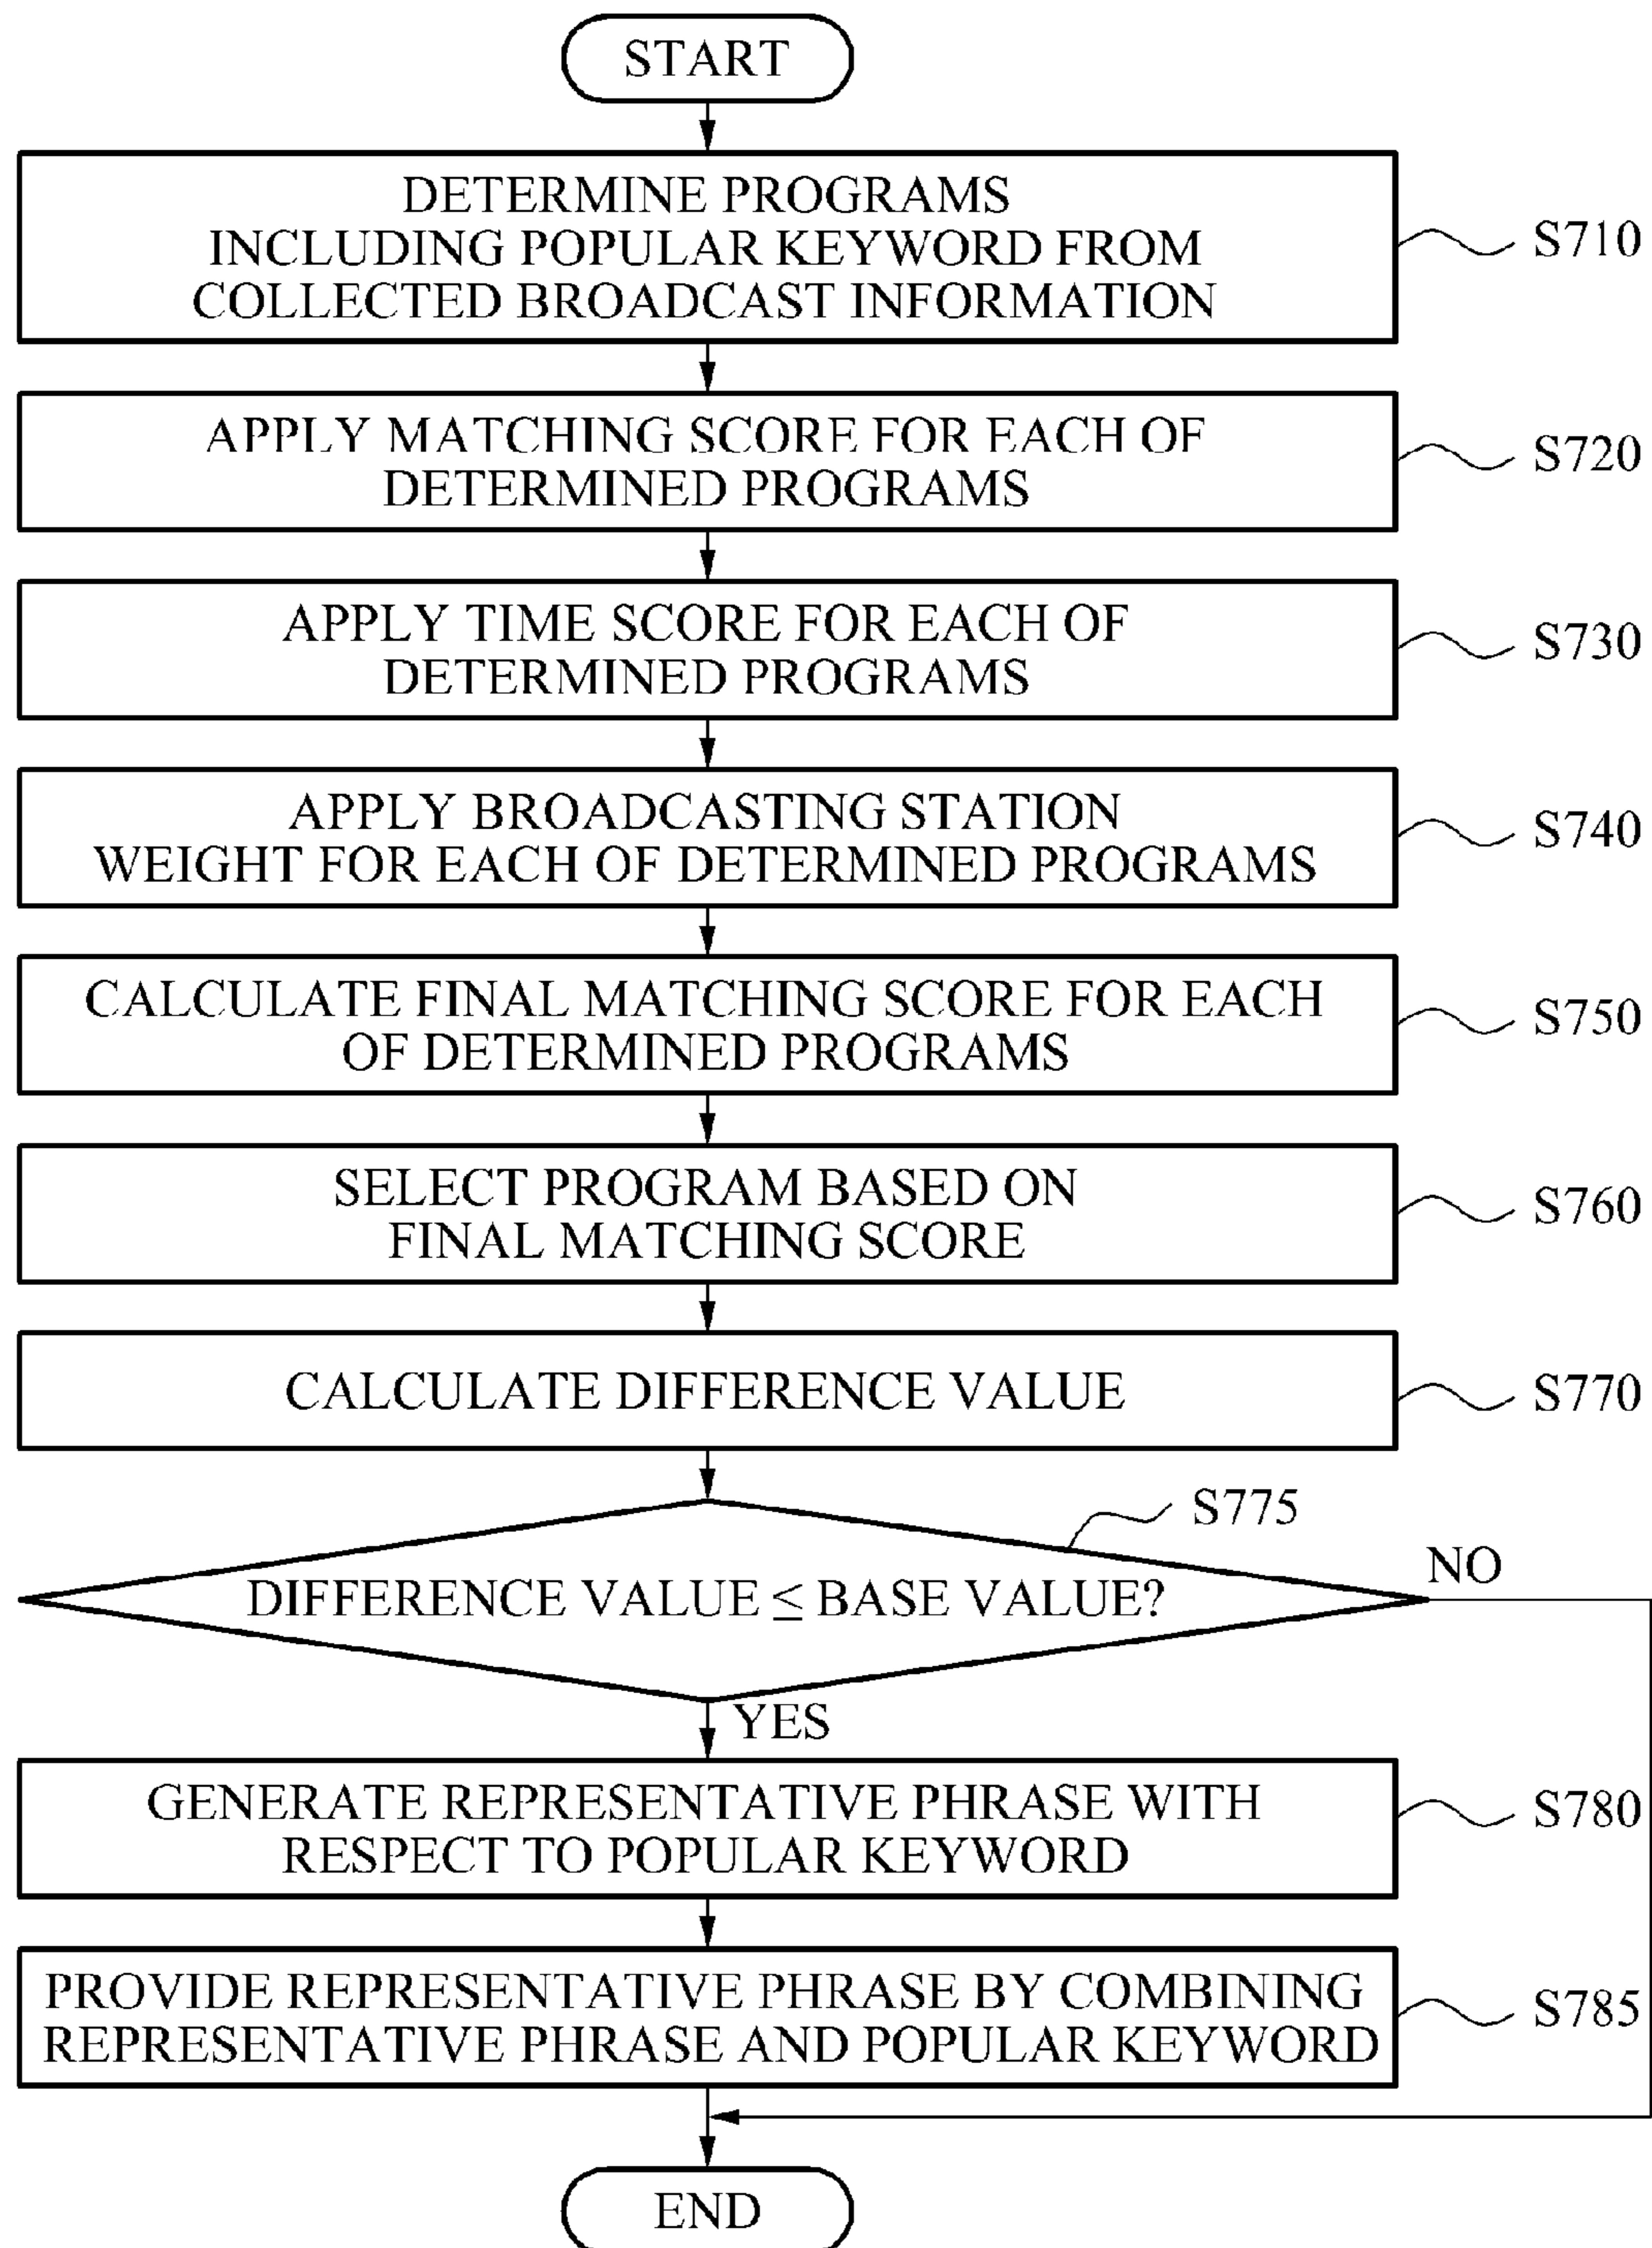 START
DETERMINE PROGRAMS
INCLUDING POPULAR KEYWORD FROM
COLLECTED BROADCAST INFORMATION
S710
APPLY MATCHING SCORE FOR EACH OF
DETERMINED PROGRAMS
S720
APPLY TIME SCORE FOR EACH OF
DETERMINED PROGRAMS
S730
APPLY BROADCASTING STATION
WEIGHT FOR EACH OF DETERMINED PROGRAMS
S740
CALCULATE FINAL MATCHING SCORE FOR EACH
OF DETERMINED PROGRAMS
S750
SELECT PROGRAM BASED ON
FINAL MATCHING SCORE
S760
CALCULATE DIFFERENCE VALUE
S770
S775
DIFFERENCE VALUE ≤ BASE VALUE?
NO
YES
GENERATE REPRESENTATIVE PHRASE WITH
RESPECT TO POPULAR KEYWORD
S780
PROVIDE REPRESENTATIVE PHRASE BY COMBINING
REPRESENTATIVE PHRASE AND POPULAR KEYWORD
S785
END